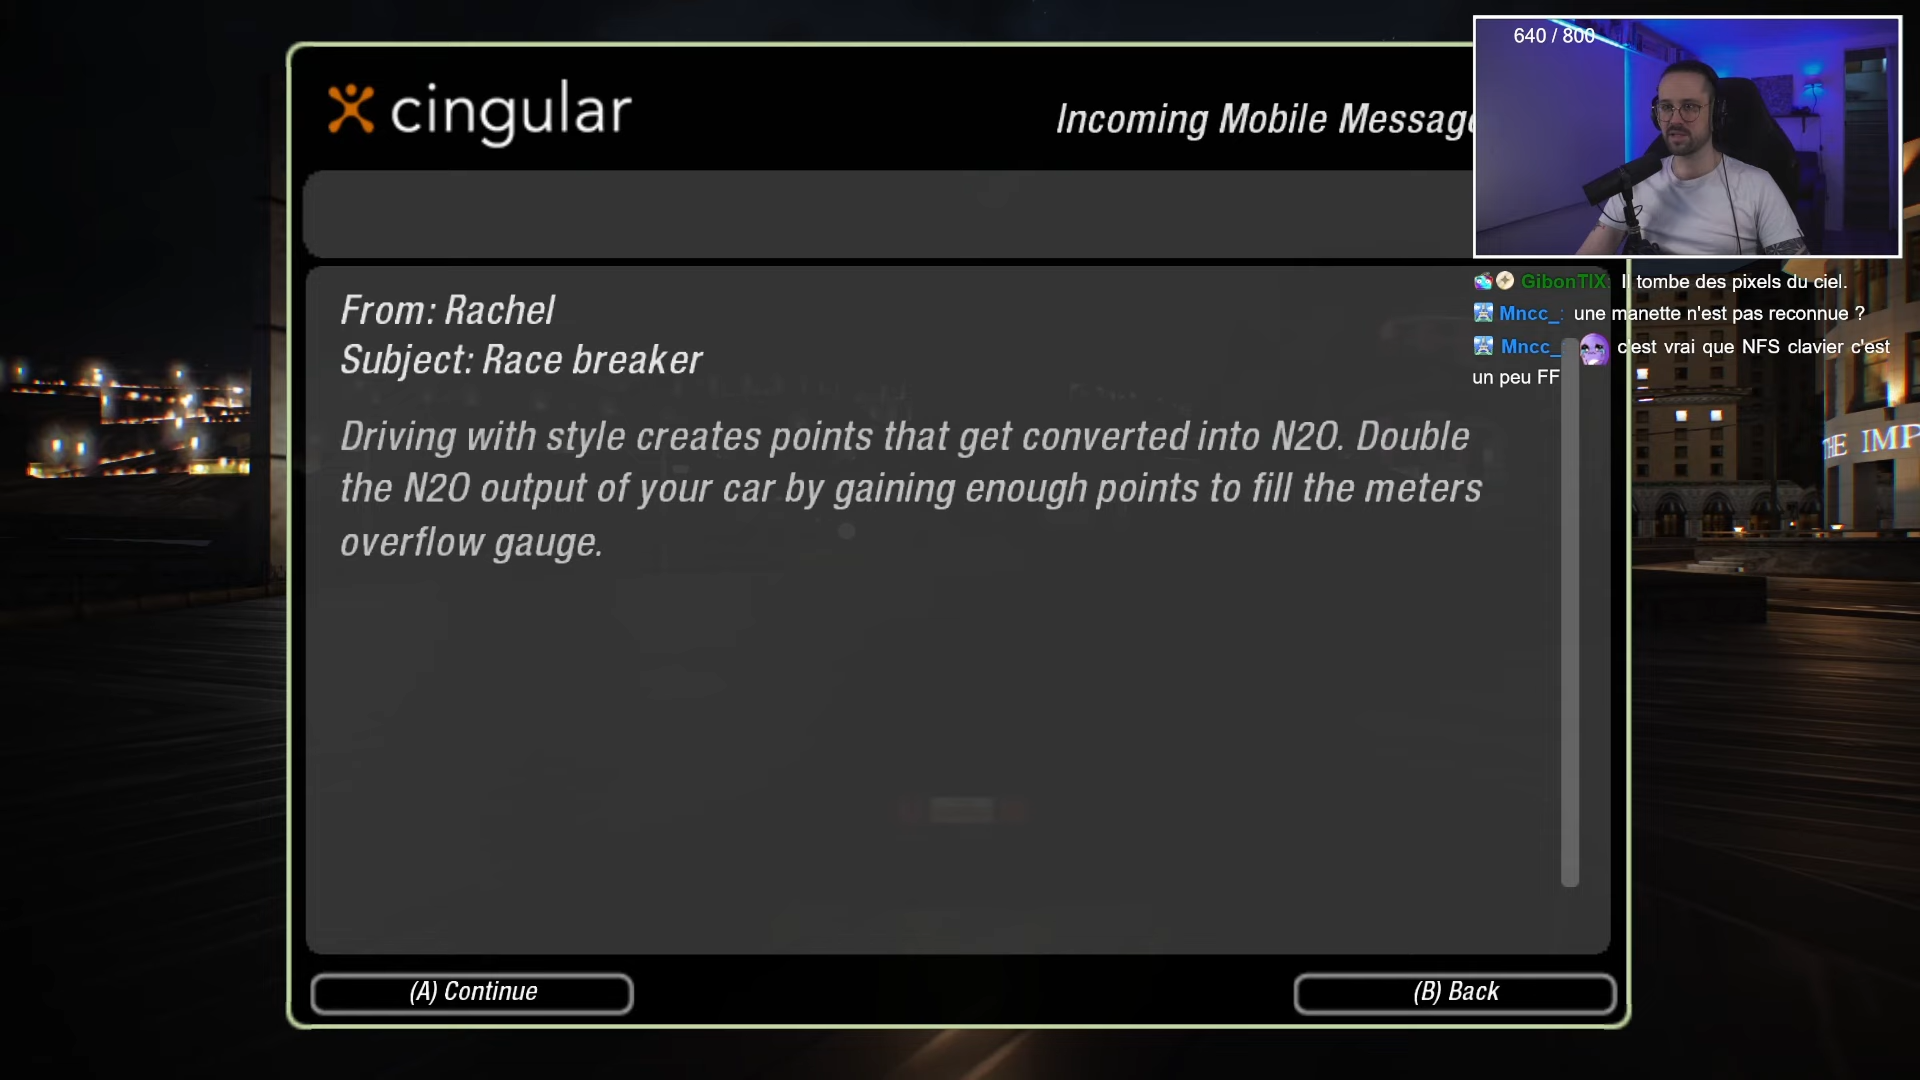 640 / 800
cingular
Incoming Mobile Message
GibonTIX: Il tombe des pixels du ciel.
Mncc_: une manette n'est pas reconnue ?
Mncc_ c'est vrai que NFS clavier c'est
un peu FF
From: Rachel
Subject: Race breaker
Driving with style creates points that get converted into N2O. Double
the N2O output of your car by gaining enough points to fill the meters
overflow gauge.
THE IMP
(A) Continue
(B) Back